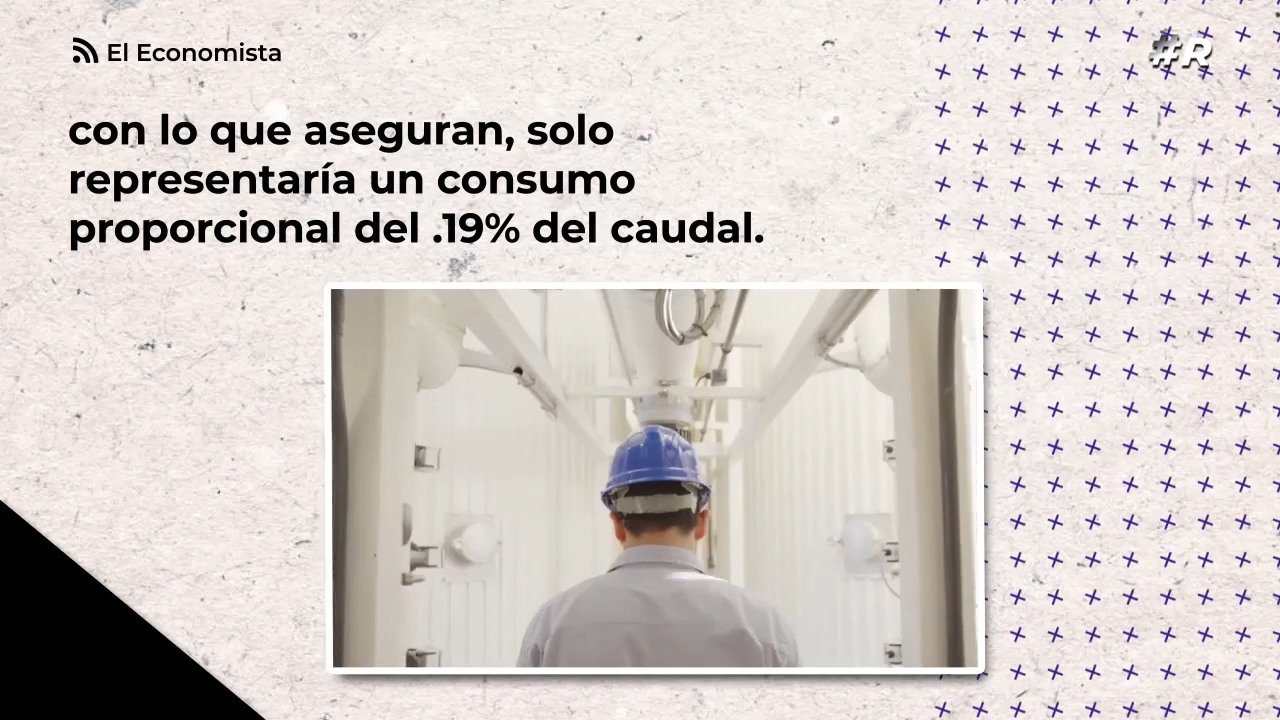 El Economista
#R
con lo que aseguran, solo
representaría un consumo
proporcional del .19% del caudal.